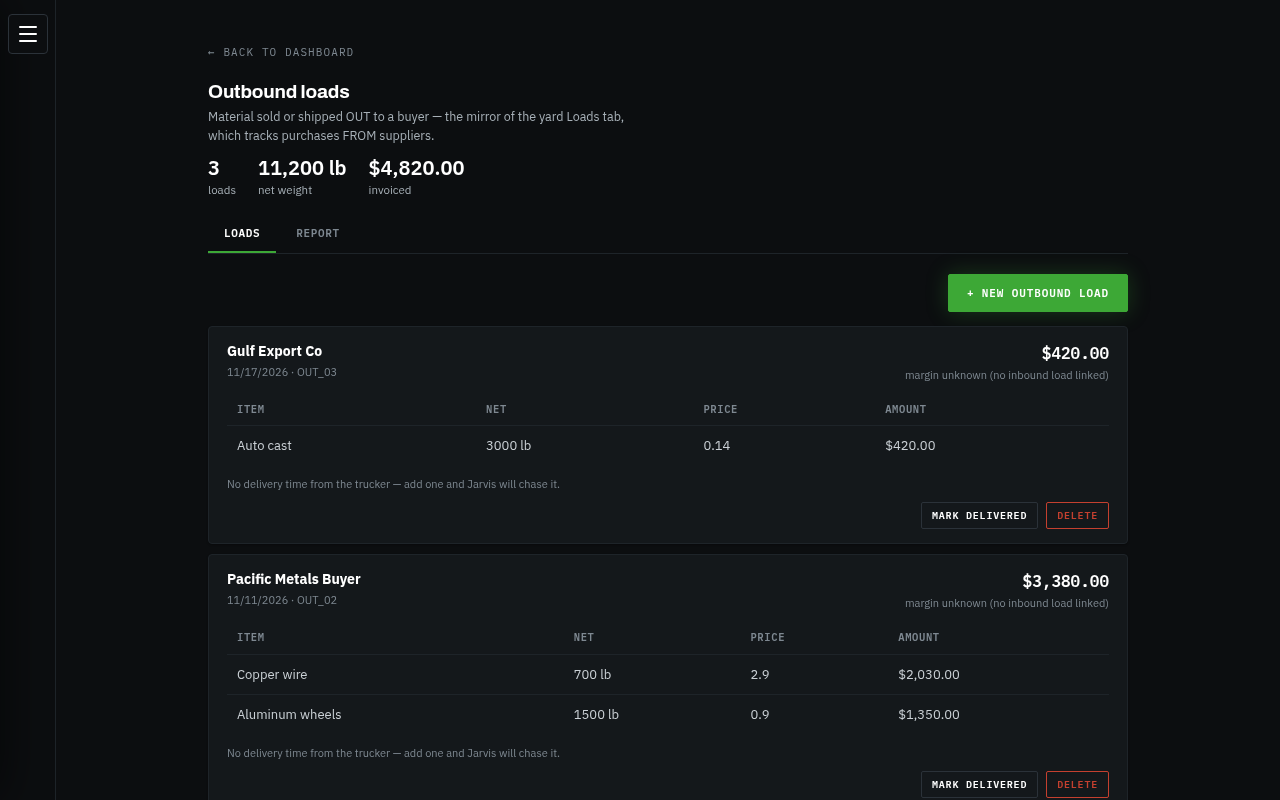 ← BACK TO DASHBOARD
Outbound loads
Material sold or shipped OUT to a buyer — the mirror of the yard Loads tab,
which tracks purchases FROM suppliers.
3 11,200 lb $4,820.00
loads net weight invoiced
LOADS REPORT
+ NEW OUTBOUND LOAD
Gulf Export Co $420.00
11/17/2026 · OUT_03 margin unknown (no inbound load linked)
ITEM NET PRICE AMOUNT
Auto cast 3000 lb 0.14 $420.00
No delivery time from the trucker — add one and Jarvis will chase it.
MARK DELIVERED DELETE
Pacific Metals Buyer $3,380.00
11/11/2026 · OUT_02 margin unknown (no inbound load linked)
ITEM NET PRICE AMOUNT
Copper wire 700 lb 2.9 $2,030.00
Aluminum wheels 1500 lb 0.9 $1,350.00
No delivery time from the trucker — add one and Jarvis will chase it.
MARK DELIVERED DELETE